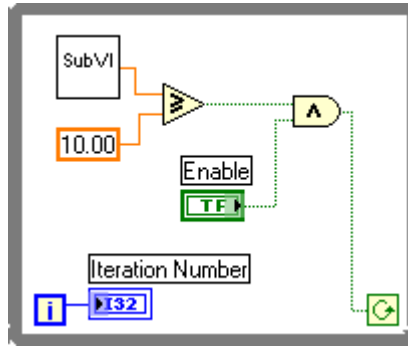 SubVI
10.00
Enable
TF
Iteration Number
i
I32